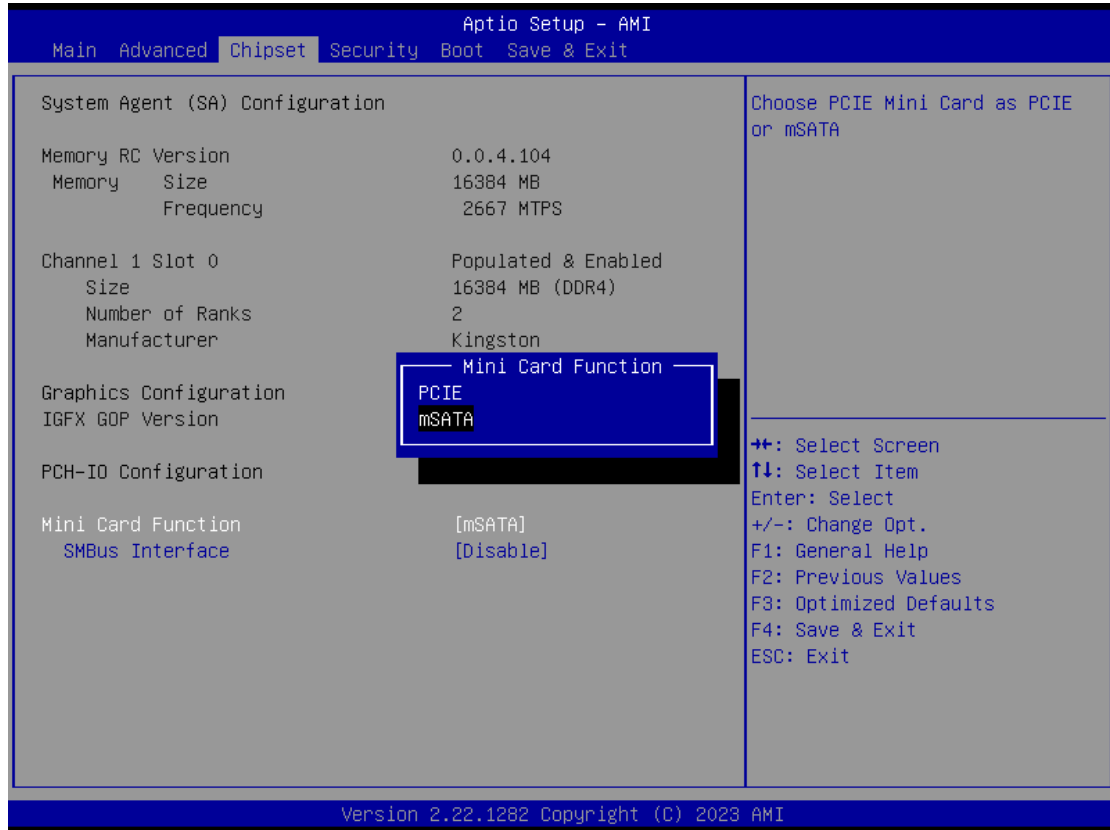 Aptio Setup - AMI
Main Advanced Chipset Security Boot Save & Exit
System Agent (SA) Configuration
Memory RC Version 0.0.4.104
Memory Size 16384 MB
Frequency 2667 MTPS
Channel 1 Slot 0 Populated & Enabled
Size 16384 MB (DDR4)
Number of Ranks 2
Manufacturer Kingston
Mini Card Function
PCIE
mSATA
Graphics Configuration
IGFX GOP Version
PCH-IO Configuration
Mini Card Function [mSATA]
SMBus Interface [Disable]
Choose PCIE Mini Card as PCIE
or mSATA
→←: Select Screen
↑↓: Select Item
Enter: Select
+/-: Change Opt.
F1: General Help
F2: Previous Values
F3: Optimized Defaults
F4: Save & Exit
ESC: Exit
Version 2.22.1282 Copyright (C) 2023 AMI